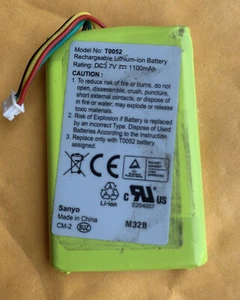 Model No: T0052
Rechargeable Lithium-ion Battery
Rating: DC3.7V ⎓ 1100mAh
CAUTION :
1. To reduce risk of fire or burns, do not
open, disassemble, crush, puncture,
short external contacts, or dispose of
in fire or water; may explode or release
toxic materials.
2. Risk of Explosion if Battery is replaced
by an incorrect Type. Dispose of Used
Batteries According to the Instruction.
3. Replace only with T0052 battery
assigned.
Li-ion
c UL US
E204007
Sanyo
Made in China
CM-2
M32B